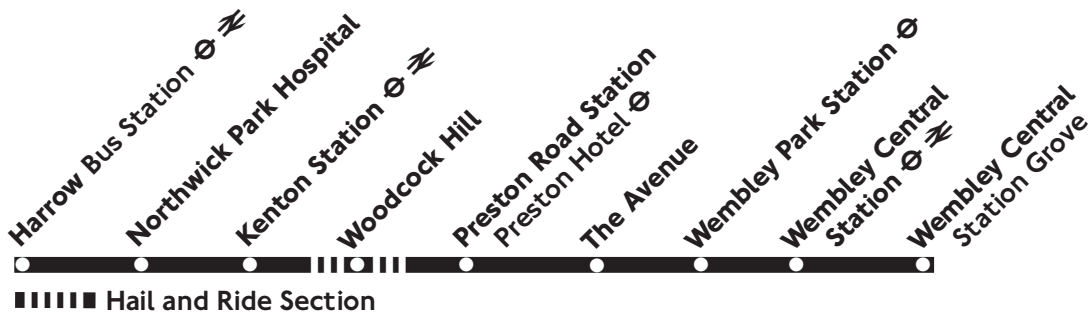 Harrow Bus Station
Northwick Park Hospital
Kenton Station
Woodcock Hill
Preston Road Station
Preston Hotel
The Avenue
Wembley Park Station
Wembley Central
Station
Wembley Central
Station Grove
Hail and Ride Section